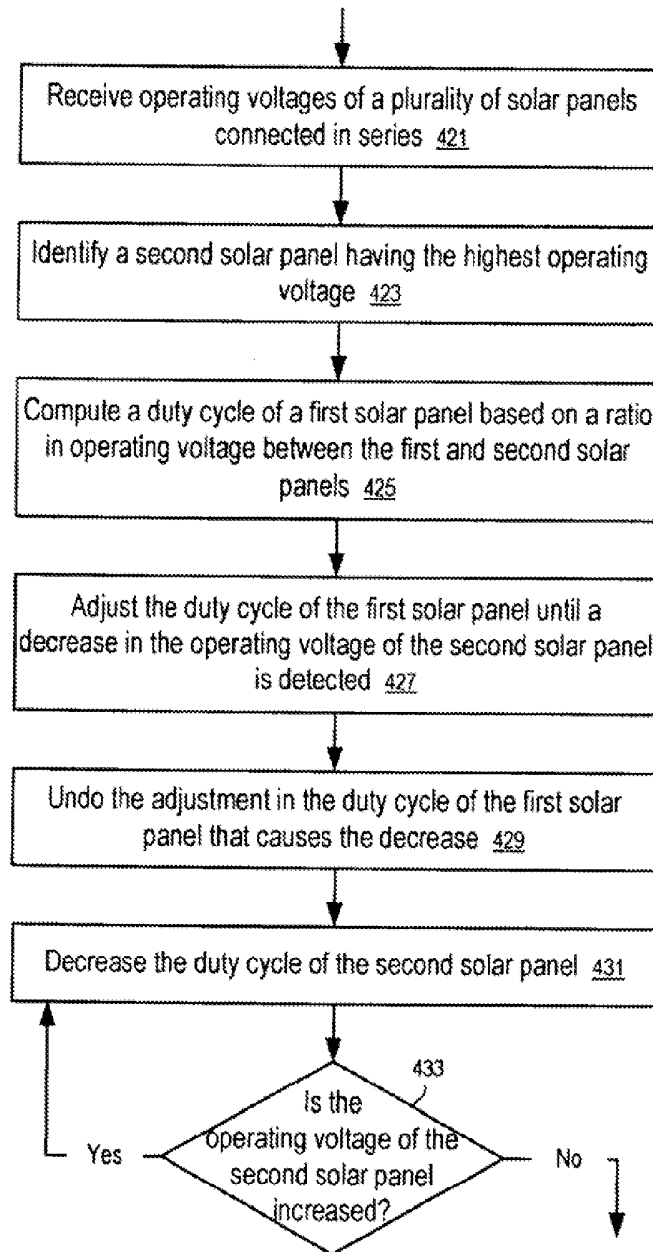 Receive operating voltages of a plurality of solar panels
connected in series 421
Identify a second solar panel having the highest operating
voltage 423
Compute a duty cycle of a first solar panel based on a ratio
in operating voltage between the first and second solar
panels 425
Adjust the duty cycle of the first solar panel until a
decrease in the operating voltage of the second solar panel
is detected 427
Undo the adjustment in the duty cycle of the first solar
panel that causes the decrease 429
Decrease the duty cycle of the second solar panel 431
433
Is the
operating voltage of the
second solar panel
increased?
Yes
No